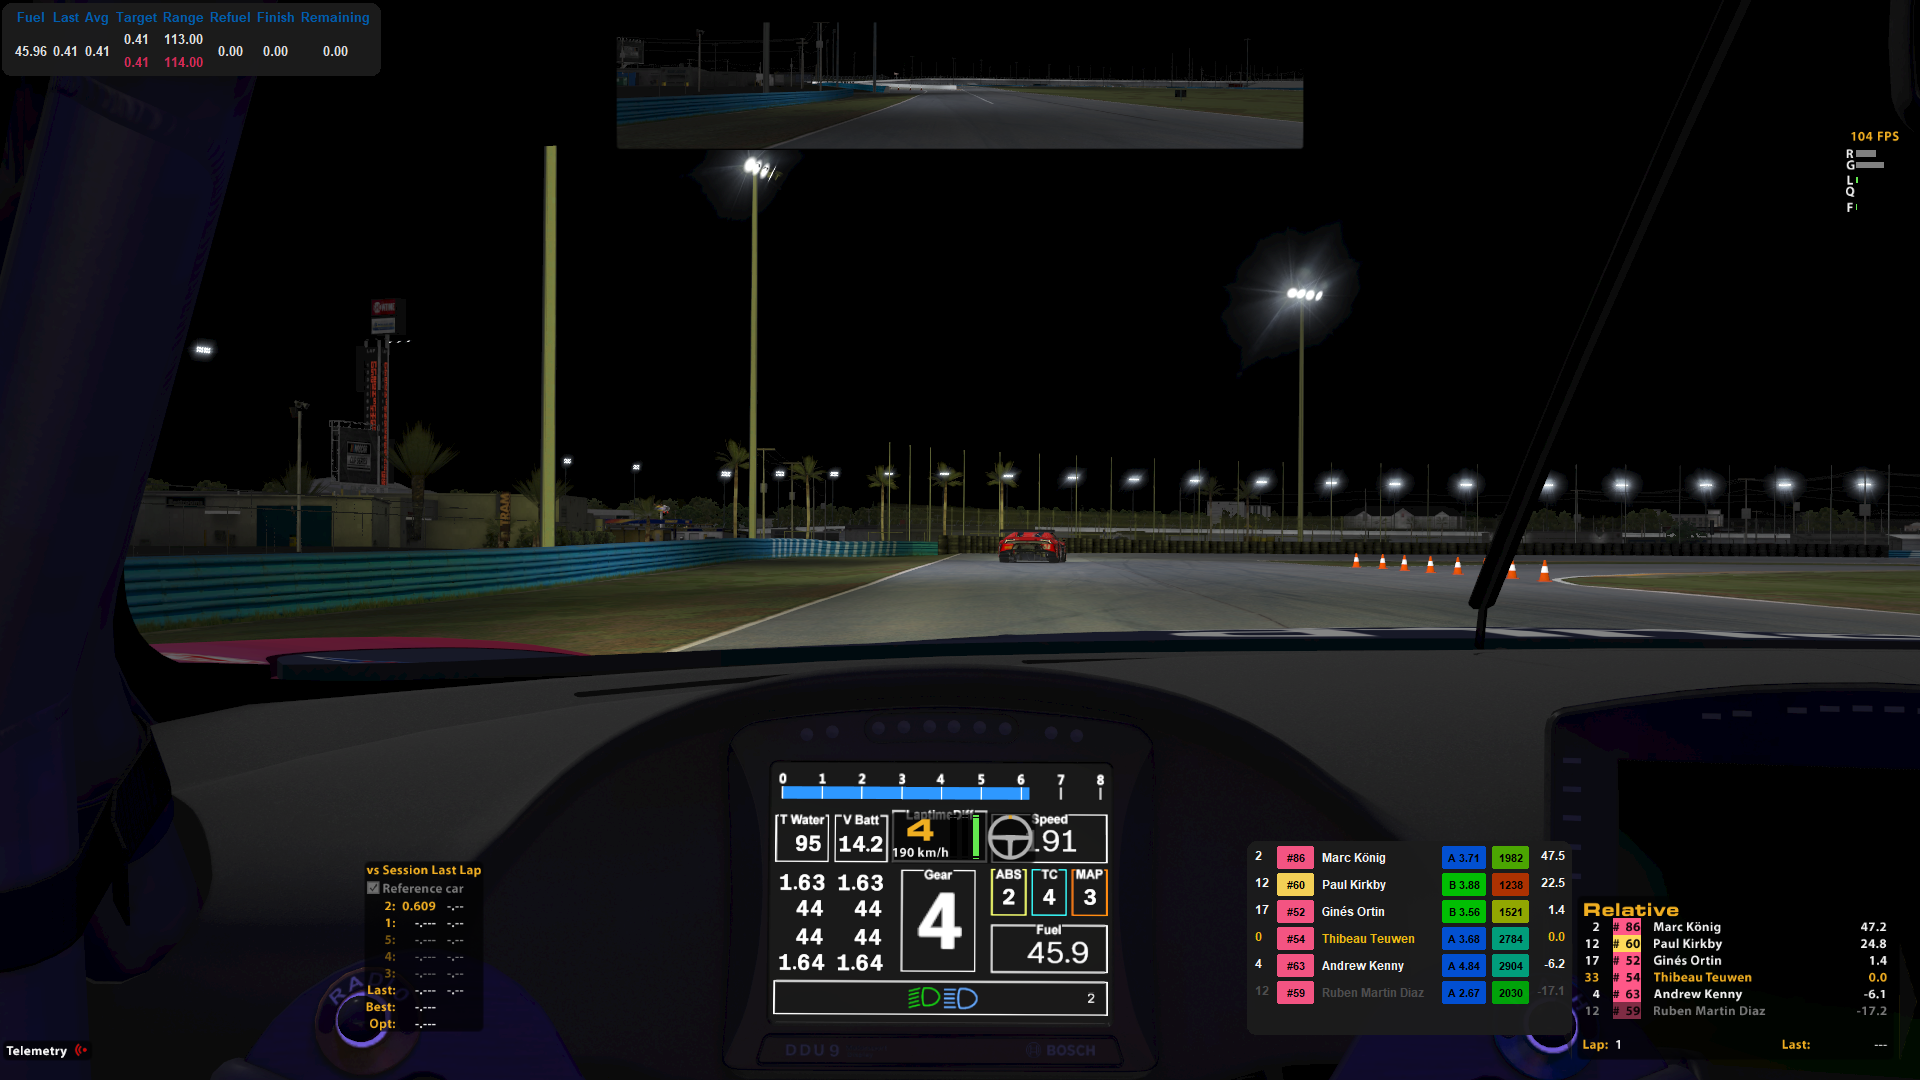 Fuel Last Avg Target Range Refuel Finish Remaining
0.41 113.00
45.96 0.41 0.41 0.00 0.00 0.00
0.41 114.00
104 FPS
R
G
L
Q
F
TRAM
0 1 2 3 4 5 6 7 8
T Water V Batt LaptimeDiff Speed
95 14.2 4 .91
190 km/h
Gear ABS TC MAP
1.63 1.63 4 2 4 3
44 44
44 44 Fuel
1.64 1.64 45.9
2
DDU9 BOSCH
vs Session Last Lap
Reference car
2: 0.609 -.--
1: -.--- -.--
5: -.--- -.--
4: -.--- -.--
3: -.--- -.--
Last: -.--- -.--
Best: -.---
Opt: -.---
RAD
Telemetry
2 #86 Marc König A 3.71 1982 47.5
12 #60 Paul Kirkby B 3.88 1238 22.5
17 #52 Ginés Ortin B 3.56 1521 1.4
0 #54 Thibeau Teuwen A 3.68 2784 0.0
4 #63 Andrew Kenny A 4.84 2904 -6.2
12 #59 Ruben Martin Diaz A 2.67 2030 -17.1
Relative
2 # 86 Marc König 47.2
12 # 60 Paul Kirkby 24.8
17 # 52 Ginés Ortin 1.4
33 # 54 Thibeau Teuwen 0.0
4 # 63 Andrew Kenny -6.1
12 # 59 Ruben Martin Diaz -17.2
Lap: 1 Last: ---